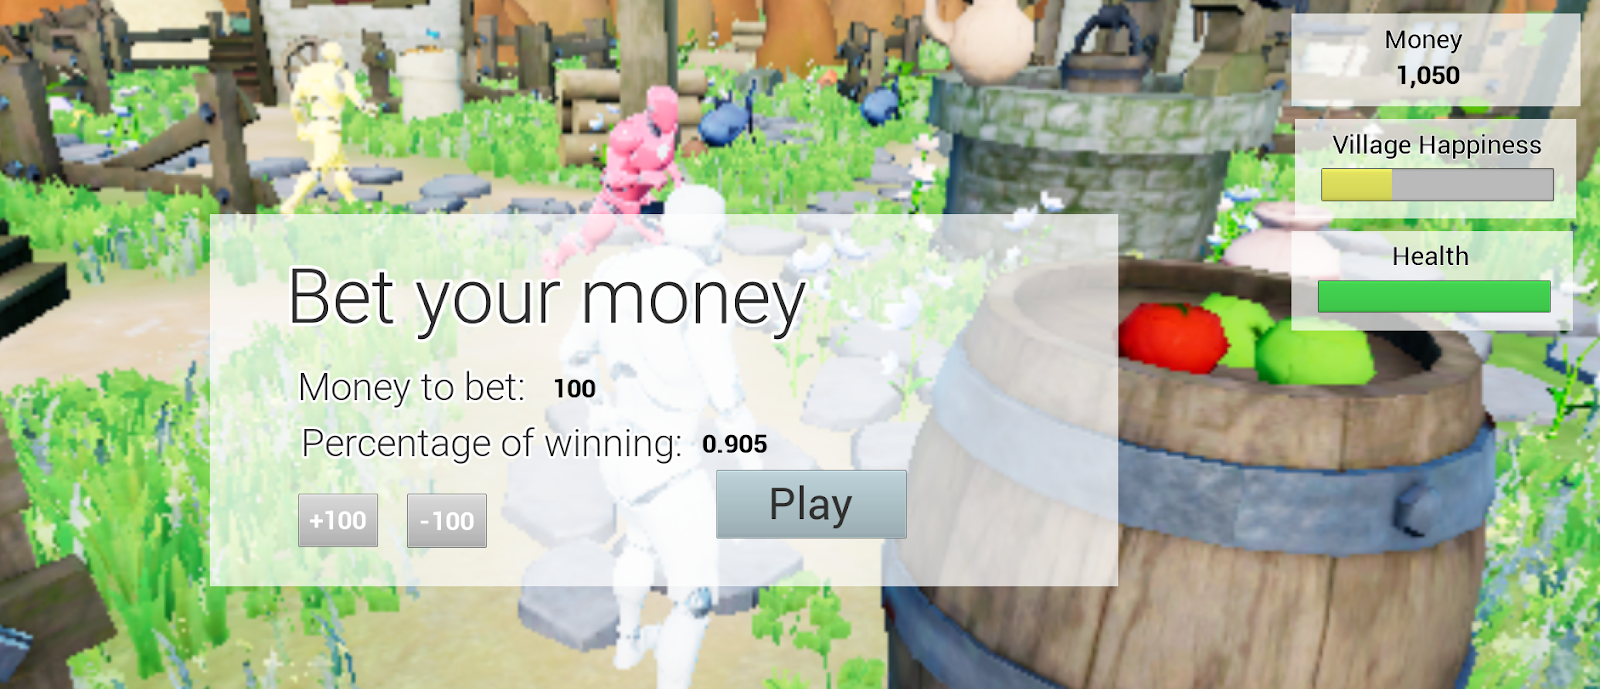 Money
1,050
Village Happiness
Health
Bet your money
Money to bet: 100
Percentage of winning: 0.905
+100 -100
Play